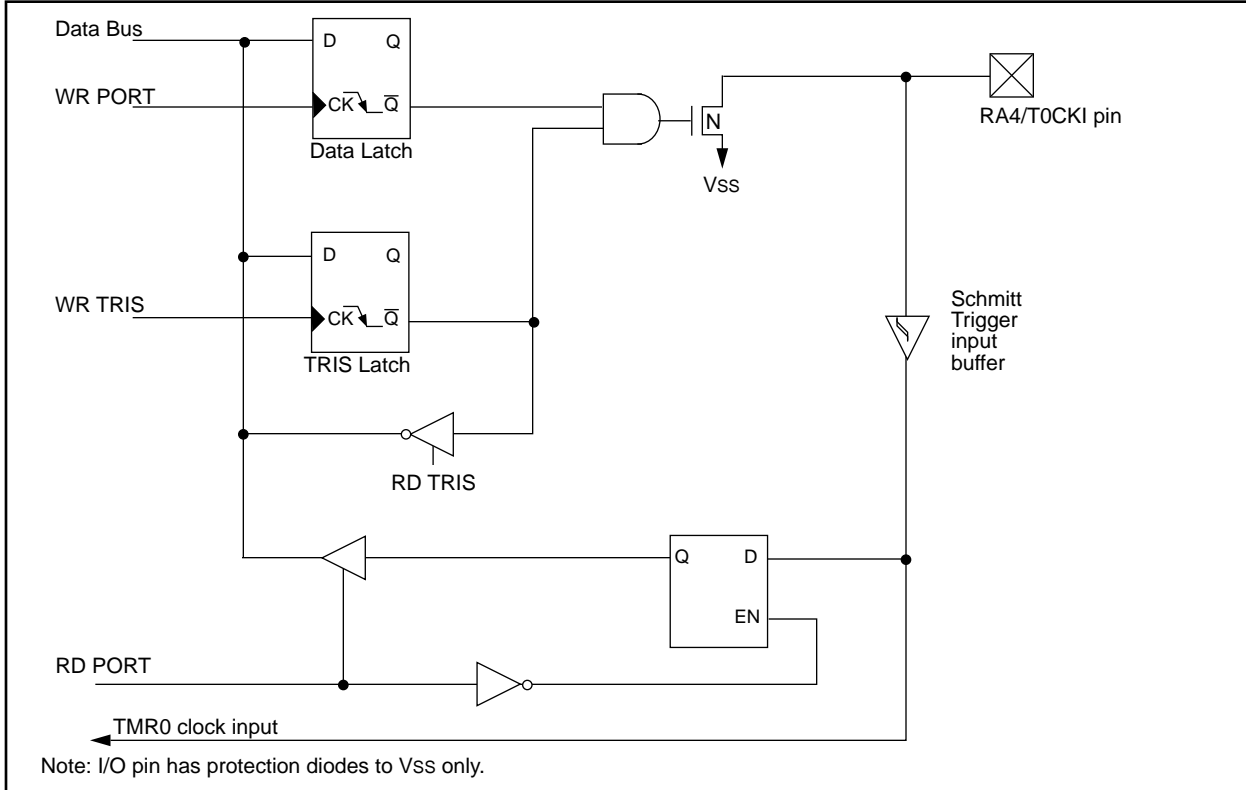 Data Bus
D Q
WR PORT
CK Q̅
Data Latch
N
RA4/T0CKI pin
VSS
D Q
WR TRIS
CK Q̅
TRIS Latch
Schmitt
Trigger
input
buffer
RD TRIS
Q D
EN
RD PORT
TMR0 clock input
Note: I/O pin has protection diodes to VSS only.